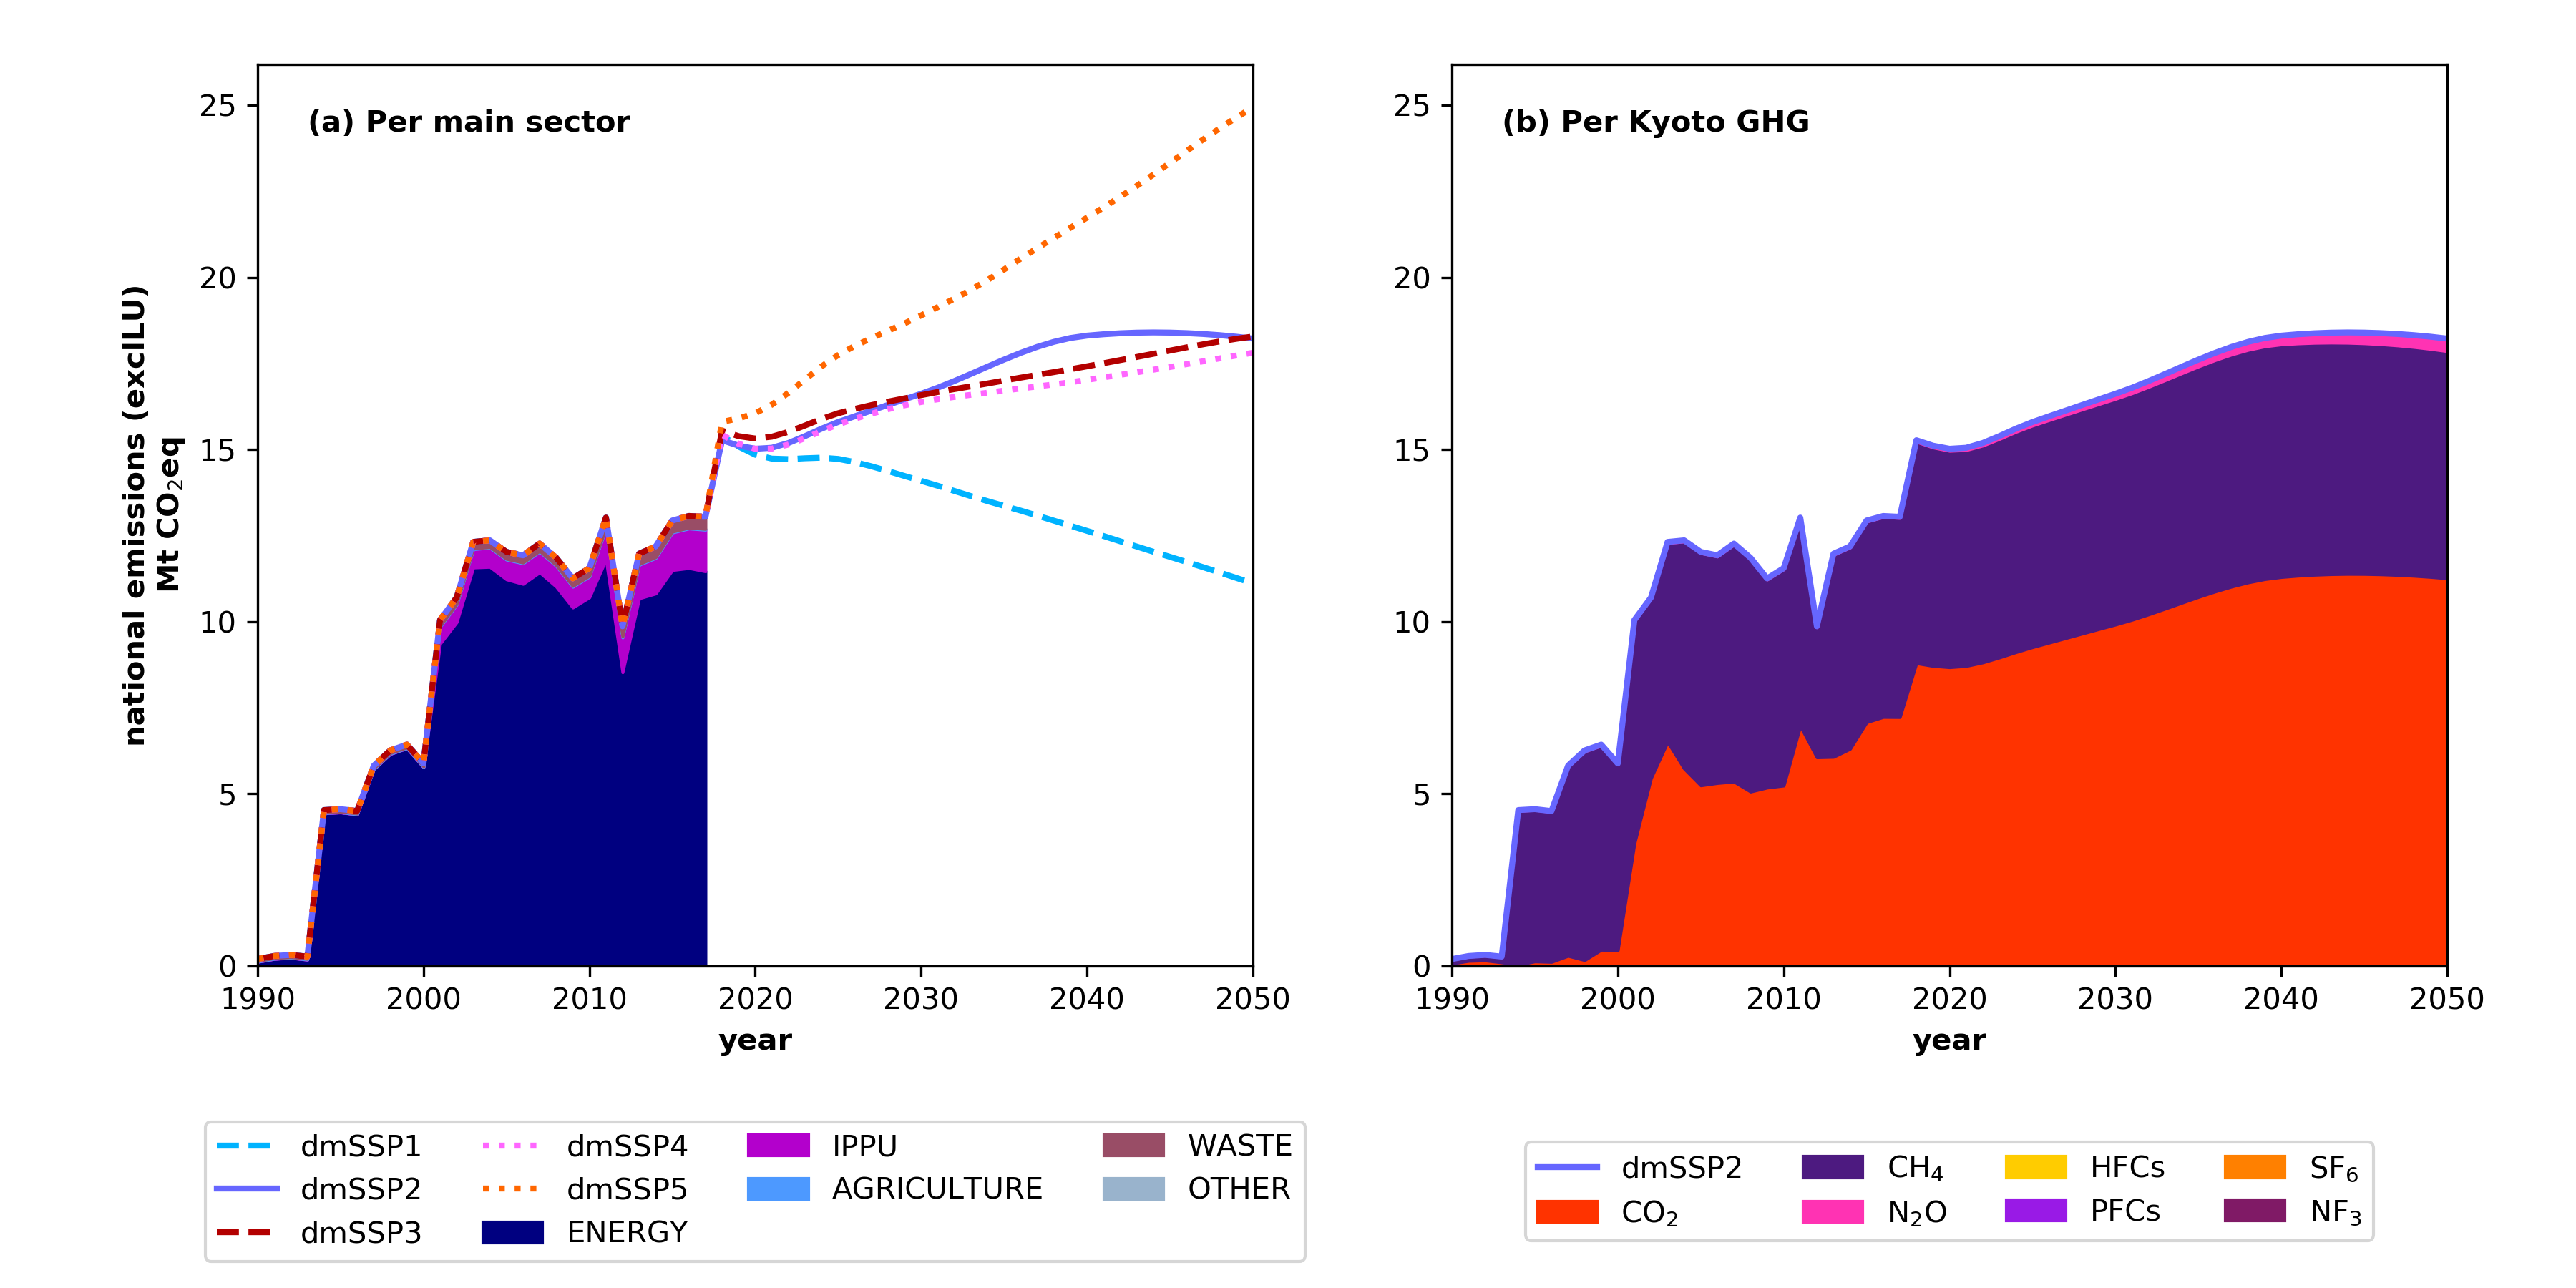 (a) Per main sector
25
20
15
10
5
0
national emissions (exclLU)
Mt CO₂eq
1990 2000 2010 2020 2030 2040 2050
year
dmSSP1 dmSSP4 IPPU WASTE
dmSSP2 dmSSP5 AGRICULTURE OTHER
dmSSP3 ENERGY
(b) Per Kyoto GHG
25
20
15
10
5
0
1990 2000 2010 2020 2030 2040 2050
year
dmSSP2 CH₄ HFCs SF₆
CO₂ N₂O PFCs NF₃